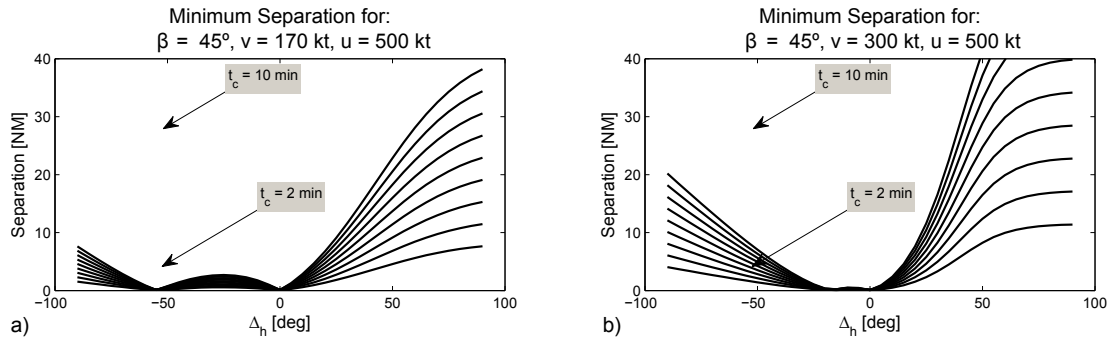 Minimum Separation for:
β = 45º, v = 170 kt, u = 500 kt
40
30
20
10
0
Separation [NM]
t_c = 10 min
t_c = 2 min
−100
−50
0
50
100
Δ_h [deg]
a)
Minimum Separation for:
β = 45º, v = 300 kt, u = 500 kt
40
30
20
10
0
Separation [NM]
t_c = 10 min
t_c = 2 min
−100
−50
0
50
100
Δ_h [deg]
b)